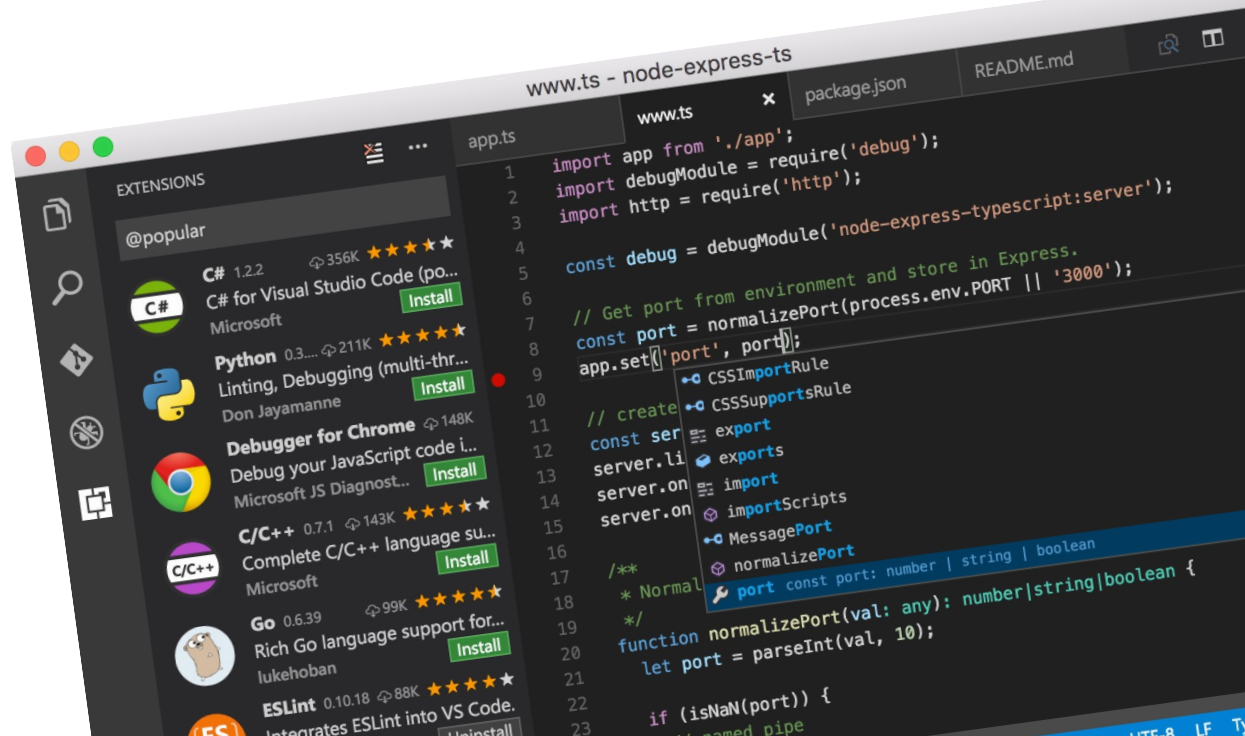 www.ts - node-express-ts
EXTENSIONS
@popular
C# 1.2.2 356K
C# for Visual Studio Code (po...
Microsoft
Install
C#
Python 0.3.... 211K
Linting, Debugging (multi-thr...
Don Jayamanne
Install
Debugger for Chrome 148K
Debug your JavaScript code i...
Microsoft JS Diagnost...
Install
C/C++ 0.7.1 143K
Complete C/C++ language su...
Microsoft
Install
C/C++
Go 0.6.39 99K
Rich Go language support for...
lukehoban
Install
ESLint 0.10.18 88K
Integrates ESLint into VS Code.
Uninstall
ES
app.ts
www.ts
package.json
README.md
1 import app from './app';
2 import debugModule = require('debug');
3 import http = require('http');
4
5 const debug = debugModule('node-express-typescript:server');
6
7 // Get port from environment and store in Express.
8 const port = normalizePort(process.env.PORT || '3000');
9 app.set('port', port);
10
11 // create
12 const ser
13 server.li
14 server.on
15 server.on
16
17 /**
18 * Normal
19 */
20 function normalizePort(val: any): number|string|boolean {
21 let port = parseInt(val, 10);
22
23 if (isNaN(port)) {
// named pipe
CSSImportRule
CSSSupportsRule
export
exports
import
importScripts
MessagePort
normalizePort
port const port: number | string | boolean
UTF-8 LF Ty